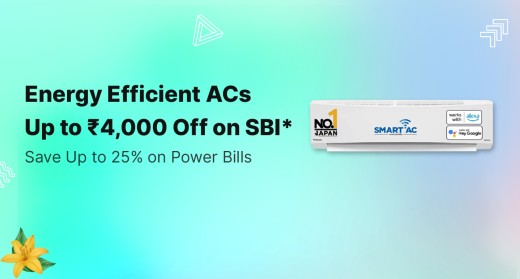 Energy Efficient ACs
Up to ₹4,000 Off on SBI*
Save Up to 25% on Power Bills
NO.1
JAPAN
SMART AC
works with alexa
Hey Google